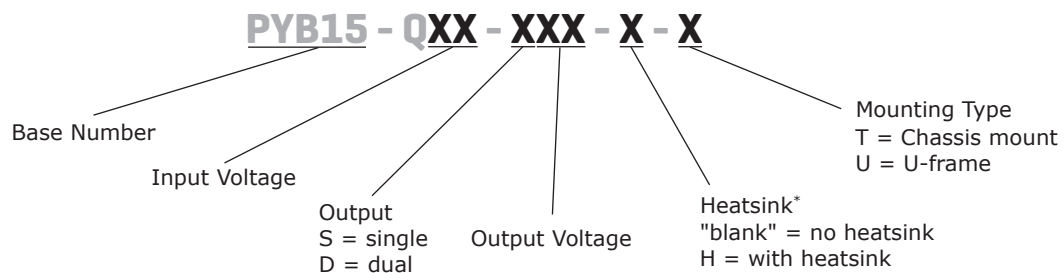 PYB15 - QXX - XXX - X - X
Base Number
Input Voltage
Output
S = single
D = dual
Output Voltage
Heatsink*
"blank" = no heatsink
H = with heatsink
Mounting Type
T = Chassis mount
U = U-frame